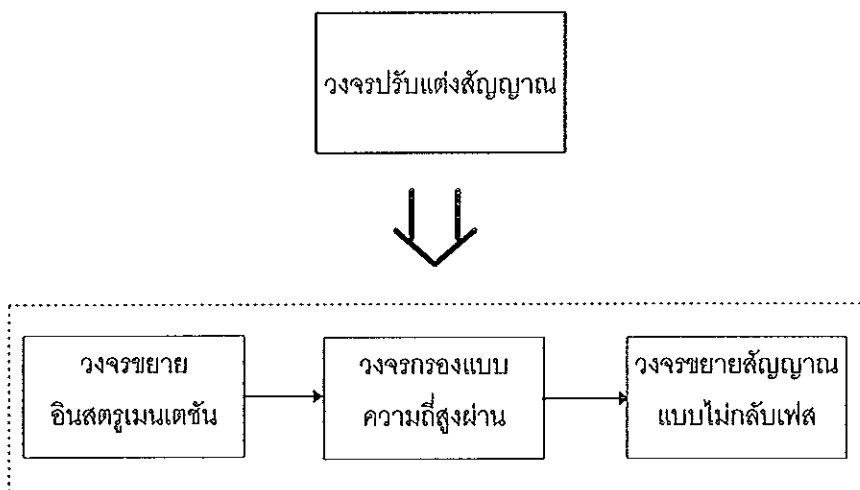 วงจรปรับแต่งสัญญาณ
วงจรขยาย
อินสตรูเมนเตชัน
วงจรกรองแบบ
ความถี่สูงผ่าน
วงจรขยายสัญญาณ
แบบไม่กลับเฟส